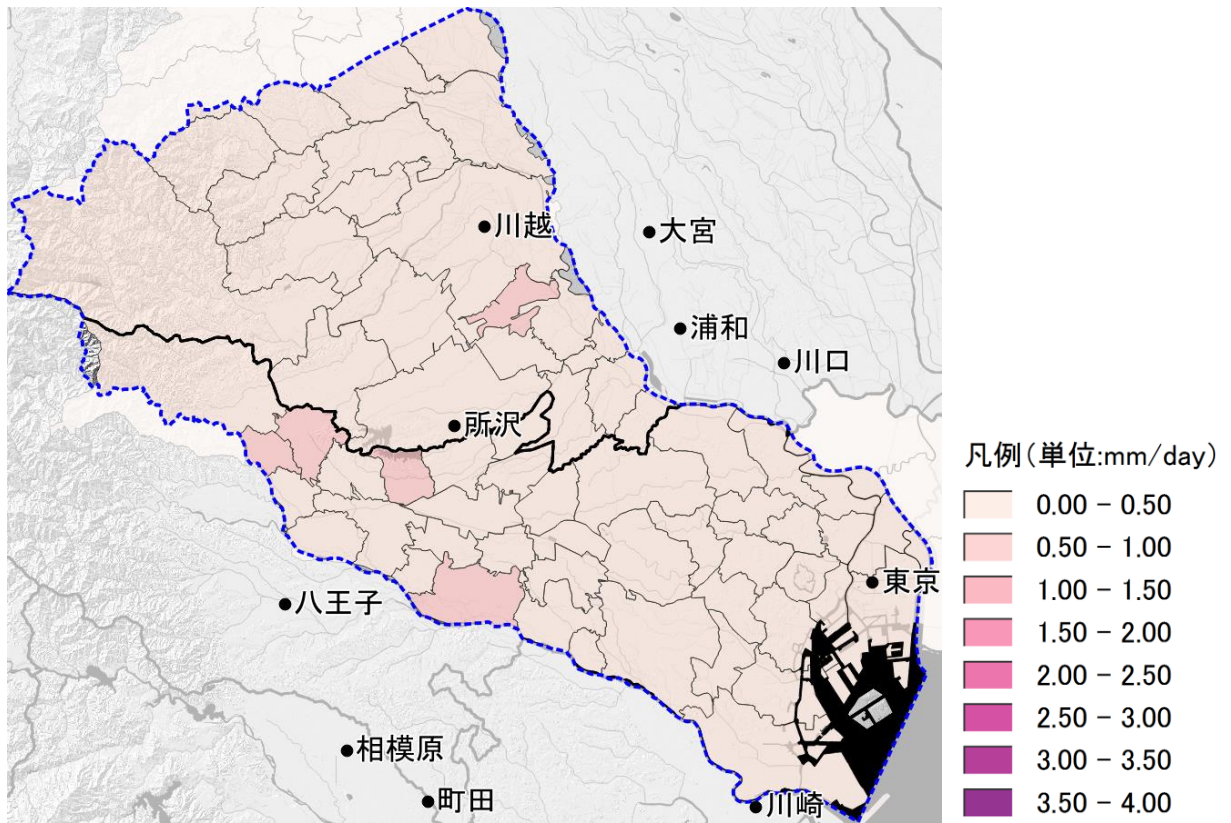 川越
大宮
浦和
川口
所沢
東京
八王子
相模原
町田
川崎
凡例(単位:mm/day)
0.00 - 0.50
0.50 - 1.00
1.00 - 1.50
1.50 - 2.00
2.00 - 2.50
2.50 - 3.00
3.00 - 3.50
3.50 - 4.00